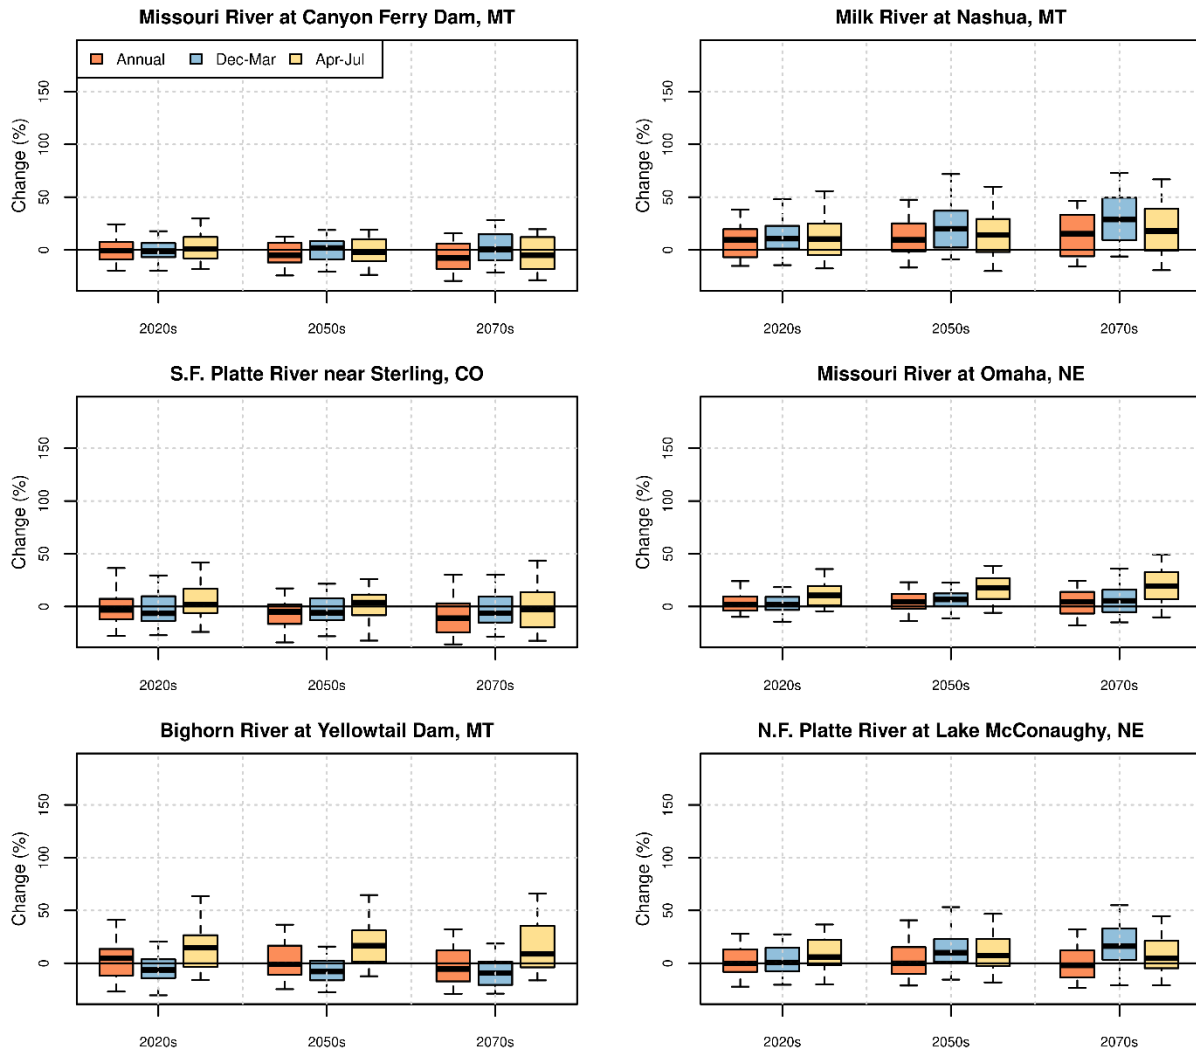 Missouri River at Canyon Ferry Dam, MT
Annual Dec-Mar Apr-Jul
Change (%)
150
100
50
0
2020s 2050s 2070s
Milk River at Nashua, MT
Change (%)
150
100
50
0
2020s 2050s 2070s
S.F. Platte River near Sterling, CO
Change (%)
150
100
50
0
2020s 2050s 2070s
Missouri River at Omaha, NE
Change (%)
150
100
50
0
2020s 2050s 2070s
Bighorn River at Yellowtail Dam, MT
Change (%)
150
100
50
0
2020s 2050s 2070s
N.F. Platte River at Lake McConaughy, NE
Change (%)
150
100
50
0
2020s 2050s 2070s